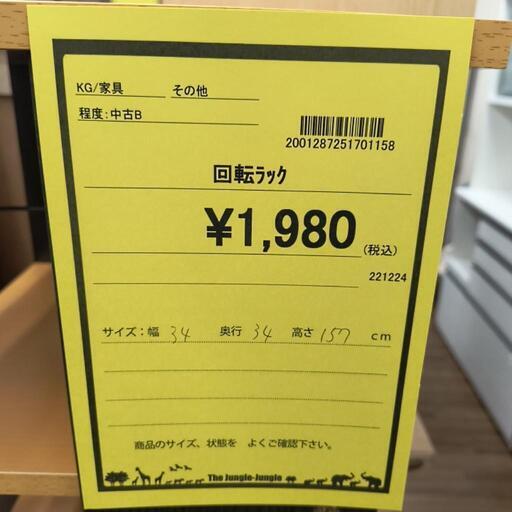 KG/家具 その他
程度:中古B
2001287251701158
回転ラック
¥1,980 (税込)
221224
サイズ:幅 34 奥行 34 高さ 157 cm
商品のサイズ、状態を よくご確認下さい。
The Jungle-Jungle